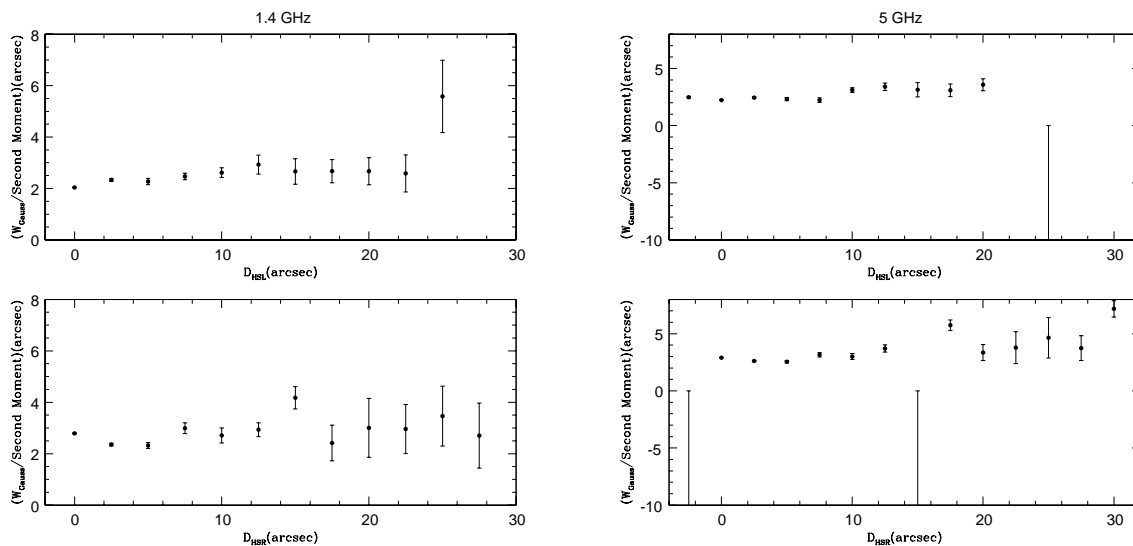 1.4 GHz
5 GHz
(W_Gauss/Second Moment)(arcsec)
8
6
4
2
0
0 10 20 30
D_HSL(arcsec)
(W_Gauss/Second Moment)(arcsec)
5
0
-5
-10
0 10 20 30
D_HSL(arcsec)
(W_Gauss/Second Moment)(arcsec)
8
6
4
2
0
0 10 20 30
D_HSR(arcsec)
(W_Gauss/Second Moment)(arcsec)
5
0
-5
-10
0 10 20 30
D_HSR(arcsec)